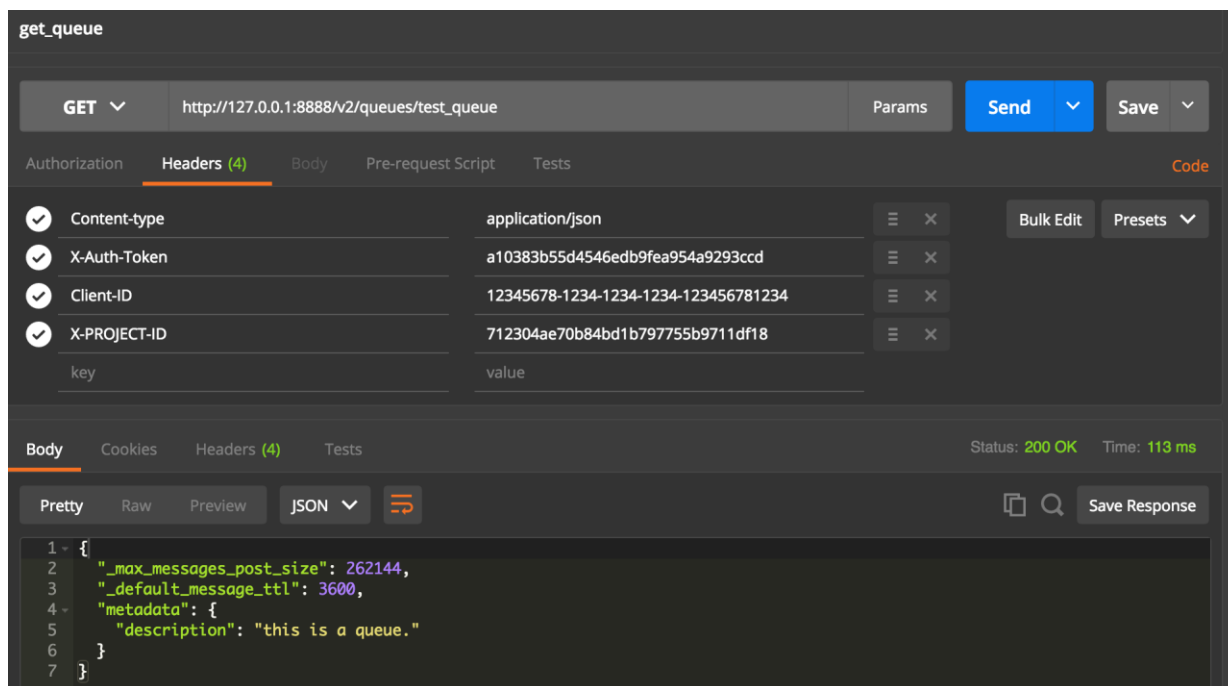 get_queue
GET http://127.0.0.1:8888/v2/queues/test_queue Params Send Save
Authorization Headers (4) Body Pre-request Script Tests Code
Content-type application/json Bulk Edit Presets
X-Auth-Token a10383b55d4546edb9fea954a9293ccd
Client-ID 12345678-1234-1234-1234-123456781234
X-PROJECT-ID 712304ae70b84bd1b797755b9711df18
key value
Body Cookies Headers (4) Tests Status: 200 OK Time: 113 ms
Pretty Raw Preview JSON Save Response
1 {
2 "_max_messages_post_size": 262144,
3 "_default_message_ttl": 3600,
4 "metadata": {
5 "description": "this is a queue."
6 }
7 }